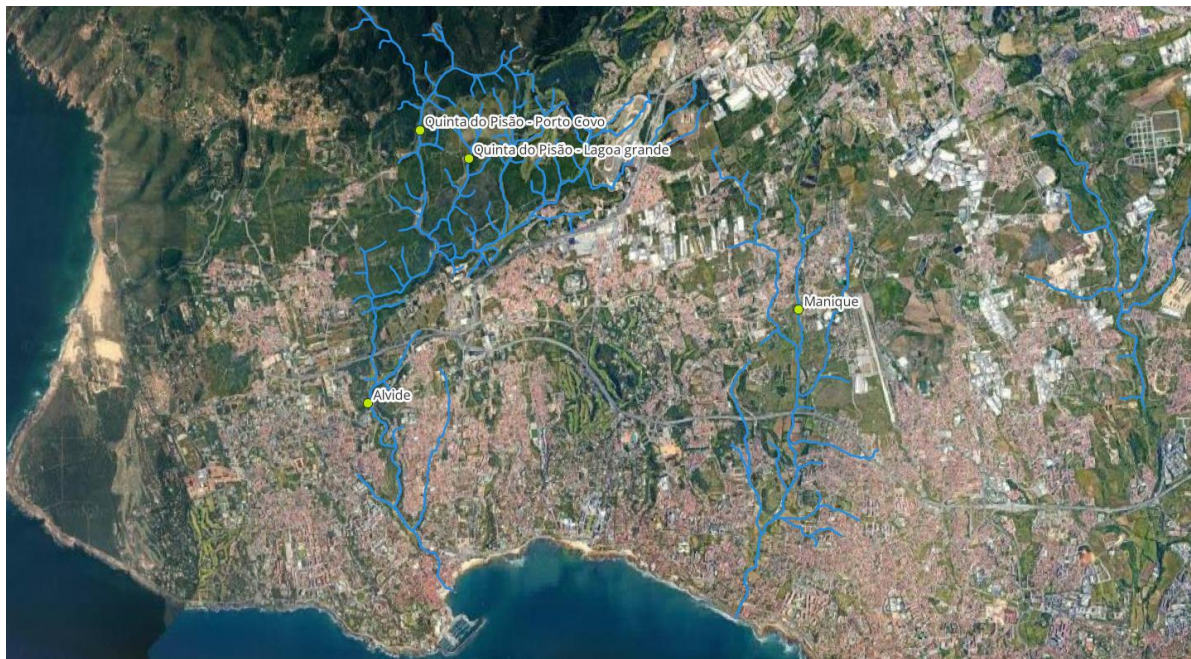 Quinta do Pisão - Porto Covo
Quinta do Pisão - Lagoa grande
Manique
Alvide